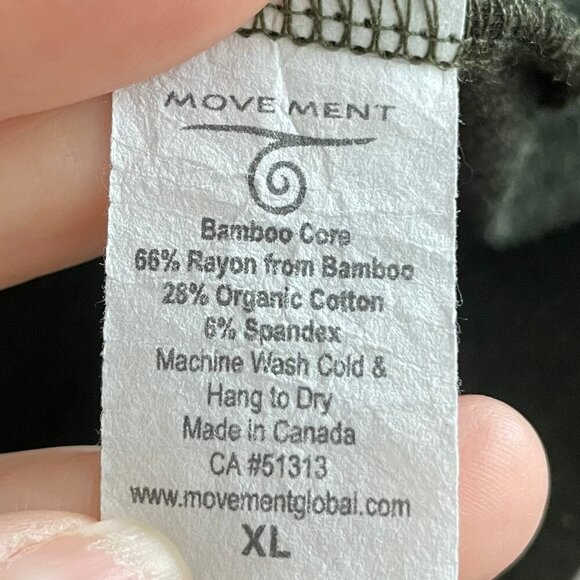 MOVEMENT
Bamboo Core
66% Rayon from Bamboo
28% Organic Cotton
6% Spandex
Machine Wash Cold &
Hang to Dry
Made in Canada
CA #51313
www.movementglobal.com
XL